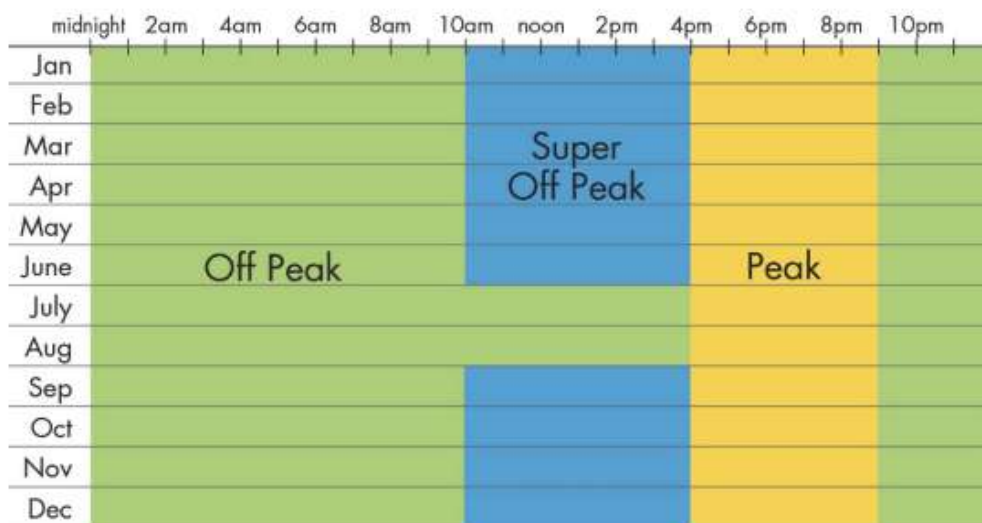 midnight 2am 4am 6am 8am 10am noon 2pm 4pm 6pm 8pm 10pm
Jan
Feb
Mar
Super
Apr
Off Peak
May
June
Off Peak
Peak
July
Aug
Sep
Oct
Nov
Dec